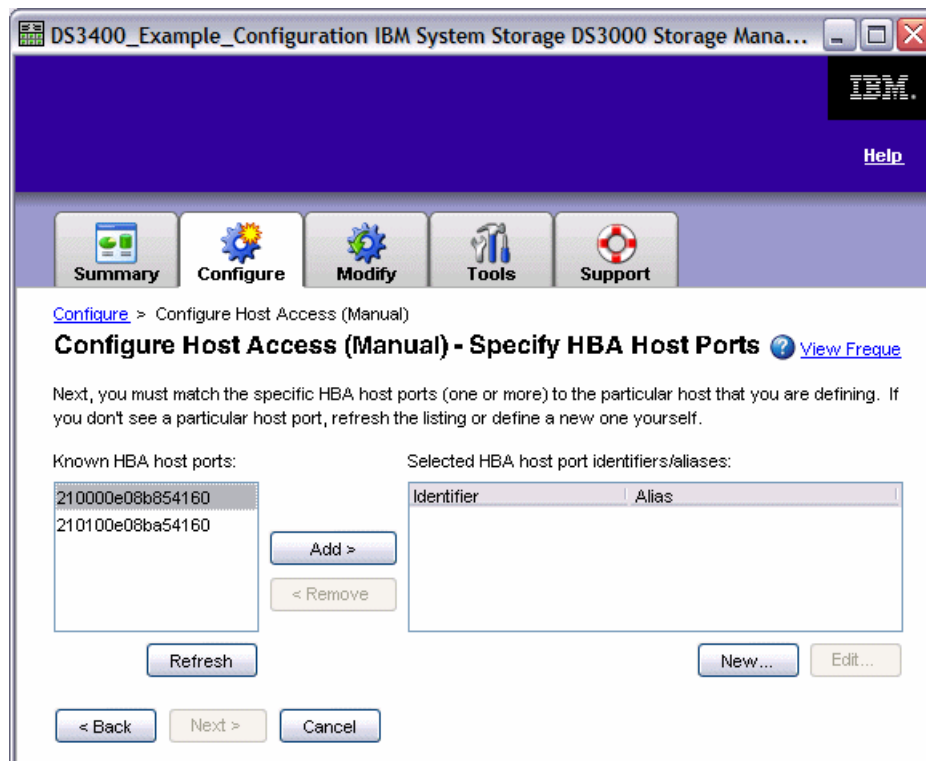 DS3400_Example_Configuration IBM System Storage DS3000 Storage Mana...
IBM.
Help
Summary
Configure
Modify
Tools
Support
Configure > Configure Host Access (Manual)
Configure Host Access (Manual) - Specify HBA Host Ports
View Freque
Next, you must match the specific HBA host ports (one or more) to the particular host that you are defining. If
you don't see a particular host port, refresh the listing or define a new one yourself.
Known HBA host ports:
Selected HBA host port identifiers/aliases:
210000e08b854160
210100e08ba54160
Identifier
Alias
Add >
< Remove
Refresh
New...
Edit...
< Back
Next >
Cancel